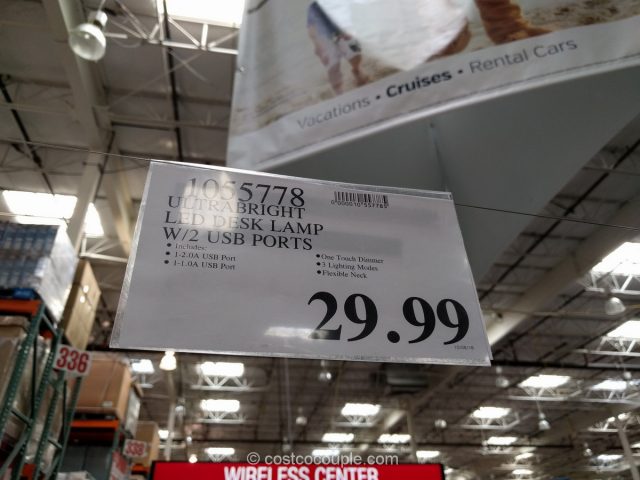 Vacations • Cruises • Rental Cars
1055778
ULTRABRIGHT
LED DESK LAMP
W/2 USB PORTS
• Includes:
• 1-2.0A USB Port
• 1-1.0A USB Port
• One Touch Dimmer
• 3 Lighting Modes
• Flexible Neck
29.99
336
338
WIRELESS CENTER
© costcocouple.com